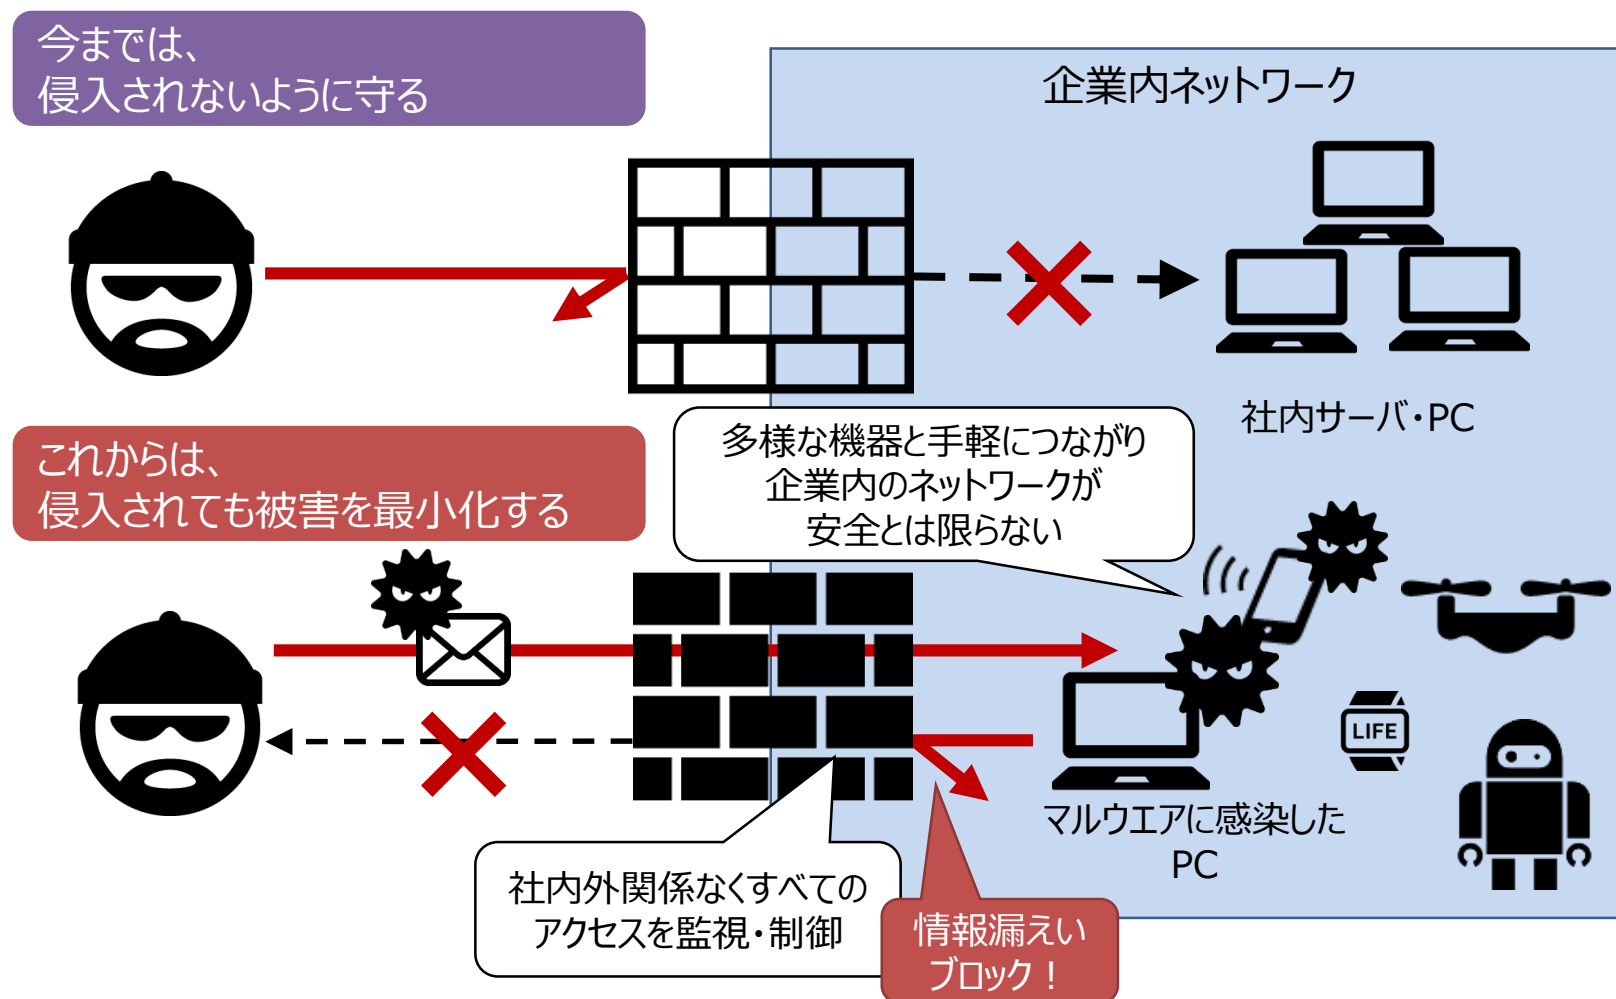 今までは、
侵入されないように守る
企業内ネットワーク
社内サーバ・PC
これからは、
侵入されても被害を最小化する
多様な機器と手軽につながり
企業内のネットワークが
安全とは限らない
LIFE
マルウエアに感染した
PC
社内外関係なくすべての
アクセスを監視・制御
情報漏えい
ブロック！